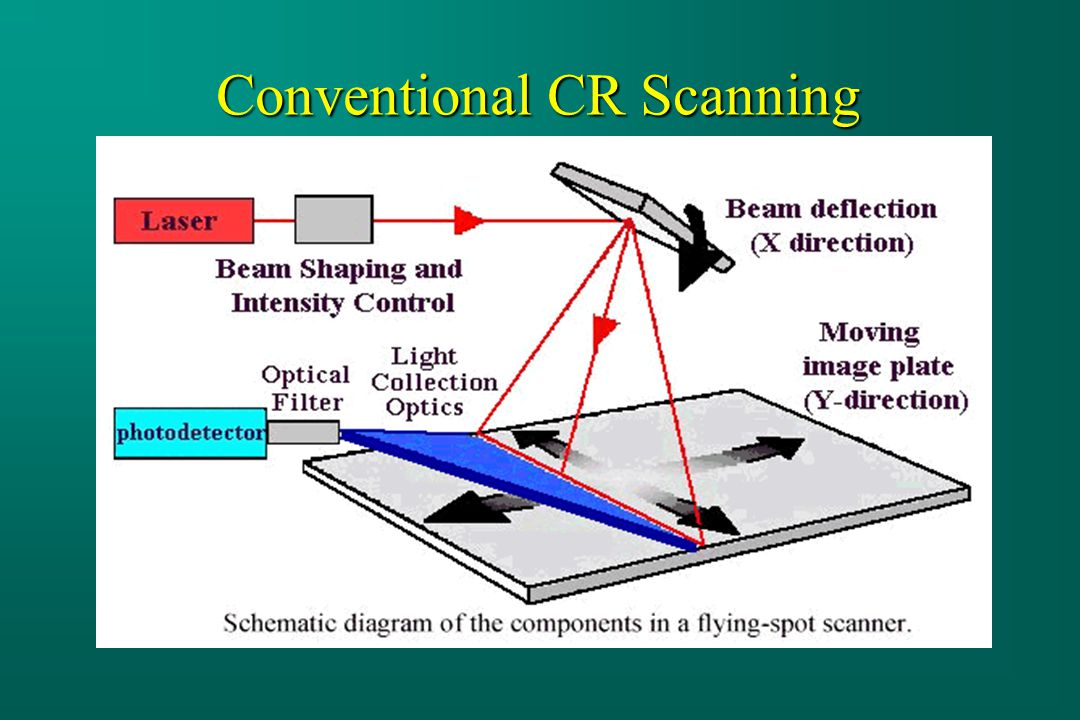 Conventional CR Scanning
Laser
Beam Shaping and
Intensity Control
Beam deflection
(X direction)
Moving
image plate
(Y-direction)
Light
Collection
Optics
Optical
Filter
photodetector
Schematic diagram of the components in a flying-spot scanner.